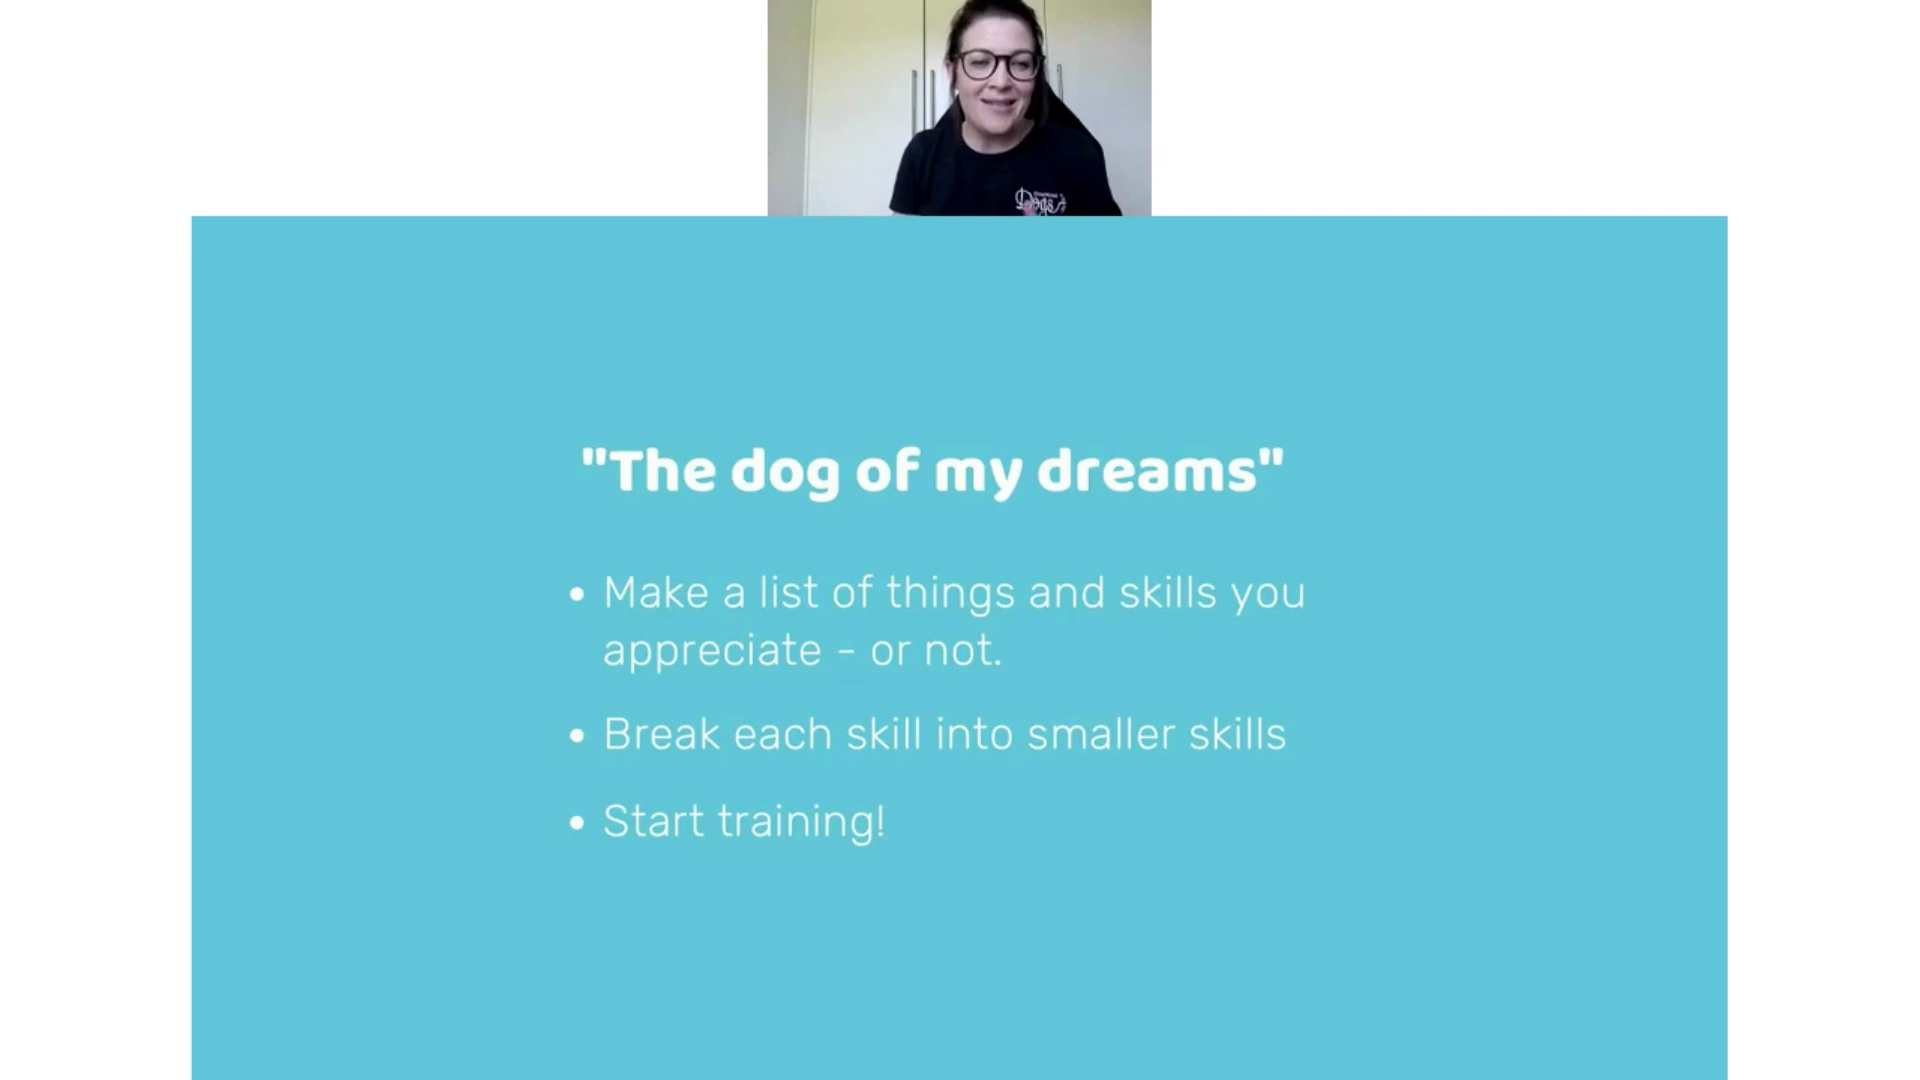 Dogs
"The dog of my dreams"
• Make a list of things and skills you
appreciate - or not.
• Break each skill into smaller skills
• Start training!